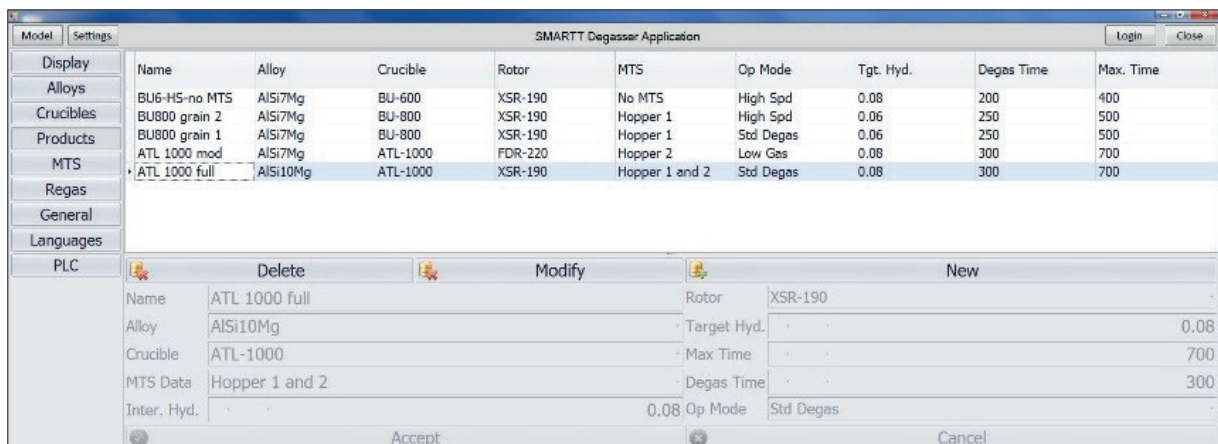 Model Settings SMARTT Degasser Application Login Close
Display
Alloys
Crucibles
Products
MTS
Regas
General
Languages
PLC
Name Alloy Crucible Rotor MTS Op Mode Tgt. Hyd. Degas Time Max. Time
BU6-HS-no MTS AlSi7Mg BU-600 XSR-190 No MTS High Spd 0.08 200 400
BU800 grain 2 AlSi7Mg BU-800 XSR-190 Hopper 1 High Spd 0.06 250 500
BU800 grain 1 AlSi7Mg BU-800 XSR-190 Hopper 1 Std Degas 0.06 250 500
ATL 1000 mod AlSi7Mg ATL-1000 FDR-220 Hopper 2 Low Gas 0.08 300 700
ATL 1000 full AlSi10Mg ATL-1000 XSR-190 Hopper 1 and 2 Std Degas 0.08 300 700
Delete Modify New
Name ATL 1000 full Rotor XSR-190
Alloy AlSi10Mg Target Hyd. 0.08
Crucible ATL-1000 Max Time 700
MTS Data Hopper 1 and 2 Degas Time 300
Inter. Hyd. 0.08 Op Mode Std Degas
Accept Cancel